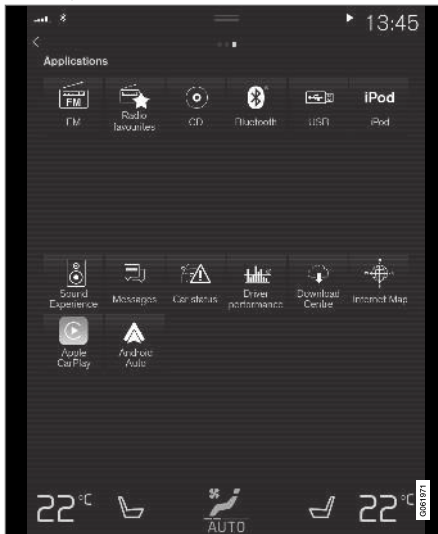 13:45
Applications
FM
iPod
FM
Radio
favourites
CD
Bluetooth
USB
iPod
Sound
Experience
Messages
Car status
Driver
performance
Download
Centre
Internet Map
Apple
CarPlay
Android
Auto
22°C
AUTO
22°C
G061971